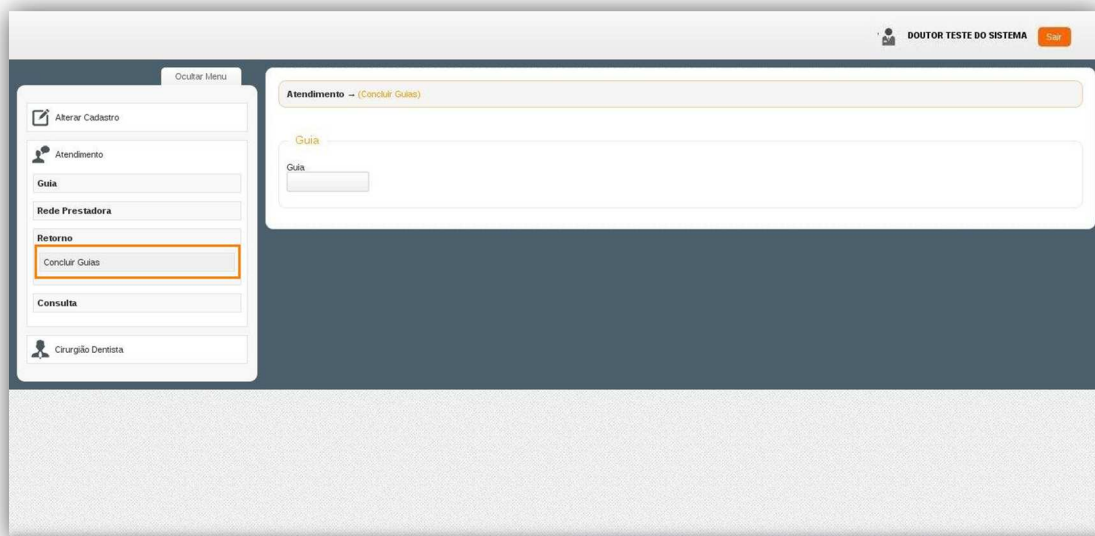 DOUTOR TESTE DO SISTEMA
Sair
Ocultar Menu
Alterar Cadastro
Atendimento
Guia
Rede Prestadora
Retorno
Concluir Guias
Consulta
Cirurgião Dentista
Atendimento → (Concluir Guias)
Guia
Guia